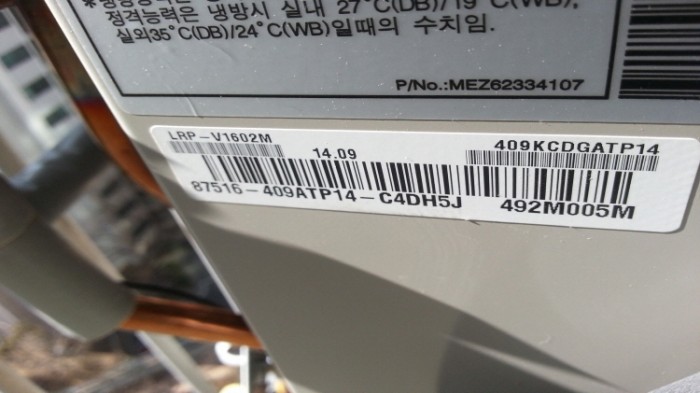 정격능력은 냉방시 실내 27°C(DB)/19°C(WB),
실외35°C(DB)/24°C(WB)일때의 수치임.
P/No.:MEZ62334107
LRP-V1602M
14.09
409KCDGATP14
87516-409ATP14-C4DH5J
492M005M